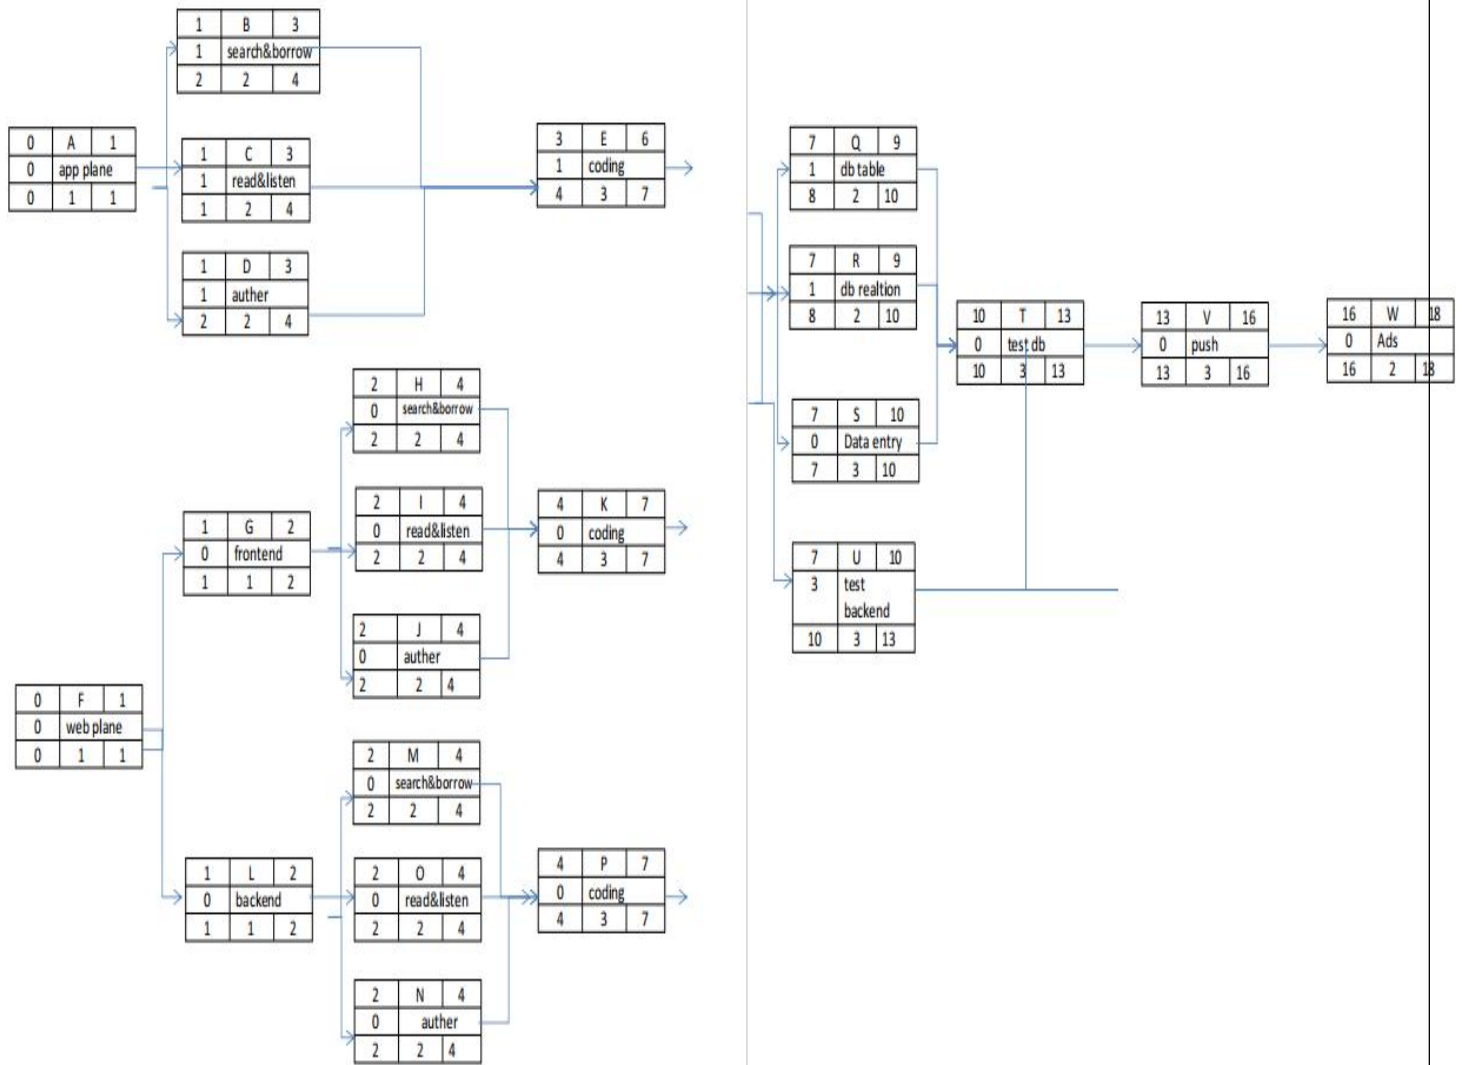 1 B 3
1 search&borrow
2 2 4
0 A 1
0 app plane
0 1 1
1 C 3
1 read&listen
1 2 4
1 D 3
1 auther
2 2 4
3 E 6
1 coding
4 3 7
2 H 4
0 search&borrow
2 2 4
1 G 2
0 frontend
1 1 2
2 I 4
0 read&listen
2 2 4
2 J 4
0 auther
2 2 4
4 K 7
0 coding
4 3 7
0 F 1
0 web plane
0 1 1
2 M 4
0 search&borrow
2 2 4
1 L 2
0 backend
1 1 2
2 O 4
0 read&listen
2 2 4
2 N 4
0 auther
2 2 4
4 P 7
0 coding
4 3 7
7 Q 9
1 db table
8 2 10
7 R 9
1 db realtion
8 2 10
7 S 10
0 Data entry
7 3 10
7 U 10
3 test
backend
10 3 13
10 T 13
0 test db
10 3 13
13 V 16
0 push
13 3 16
16 W 18
0 Ads
16 2 18